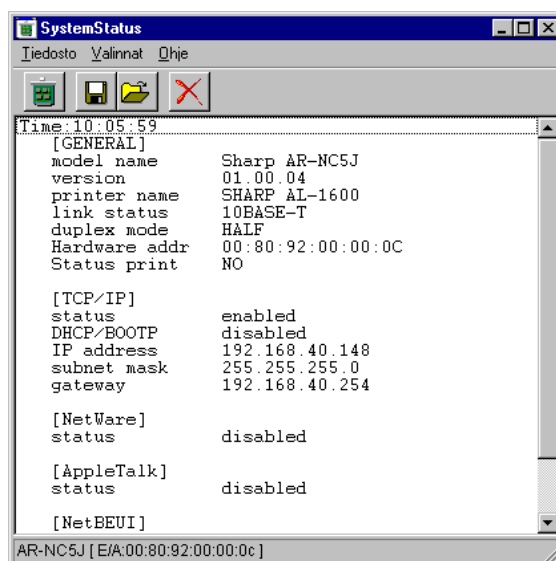 SystemStatus
Tiedosto Valinnat Ohje
Time:10:05:59
[GENERAL]
model name Sharp AR-NC5J
version 01.00.04
printer name SHARP AL-1600
link status 10BASE-T
duplex mode HALF
Hardware addr 00:80:92:00:00:0C
Status print NO
[TCP/IP]
status enabled
DHCP/BOOTP disabled
IP address 192.168.40.148
subnet mask 255.255.255.0
gateway 192.168.40.254
[NetWare]
status disabled
[AppleTalk]
status disabled
[NetBEUI]
AR-NC5J [ E/A:00:80:92:00:00:0c ]